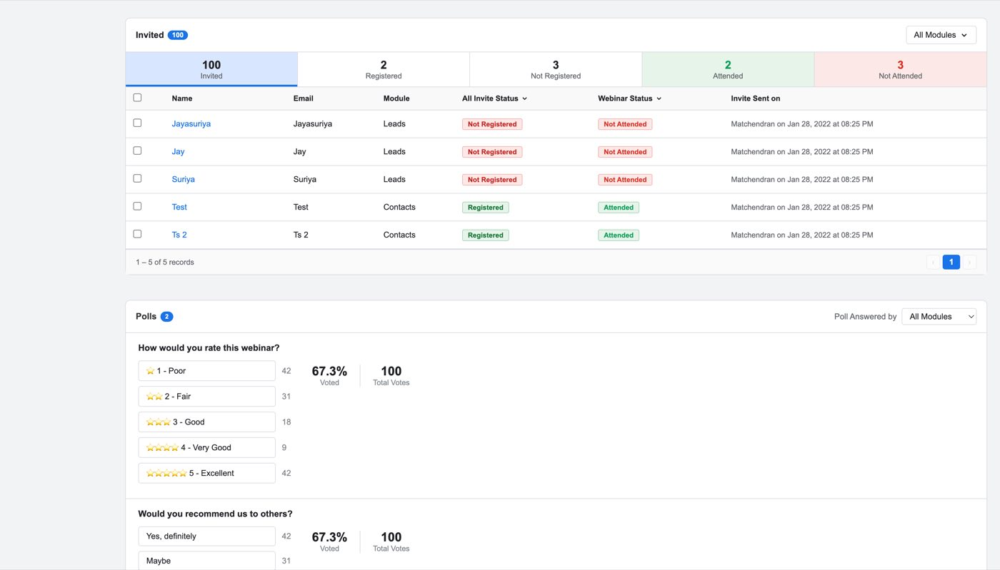 Invited 100 All Modules
100 2 3 2 3
Invited Registered Not Registered Attended Not Attended
Name Email Module All Invite Status Webinar Status Invite Sent on
Jayasuriya Jayasuriya Leads Not Registered Not Attended Matchendran on Jan 28, 2022 at 08:25 PM
Jay Jay Leads Not Registered Not Attended Matchendran on Jan 28, 2022 at 08:25 PM
Suriya Suriya Leads Not Registered Not Attended Matchendran on Jan 28, 2022 at 08:25 PM
Test Test Contacts Registered Attended Matchendran on Jan 28, 2022 at 08:25 PM
Ts 2 Ts 2 Contacts Registered Attended Matchendran on Jan 28, 2022 at 08:25 PM
1 – 5 of 5 records ‹ 1 ›
Polls 2 Poll Answered by All Modules
How would you rate this webinar?
⭐ 1 - Poor 42 67.3% 100
Voted Total Votes
⭐⭐ 2 - Fair 31
⭐⭐⭐ 3 - Good 18
⭐⭐⭐⭐ 4 - Very Good 9
⭐⭐⭐⭐⭐ 5 - Excellent 42
Would you recommend us to others?
Yes, definitely 42 67.3% 100
Voted Total Votes
Maybe 31